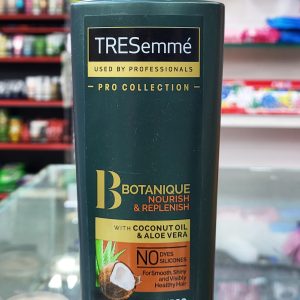 TRESemmé
USED BY PROFESSIONALS
PRO COLLECTION
B BOTANIQUE
NOURISH
& REPLENISH
WITH COCONUT OIL
& ALOE VERA
NO DYES
SILICONES
For Smooth, Shiny
and Visibly
Healthy Hair